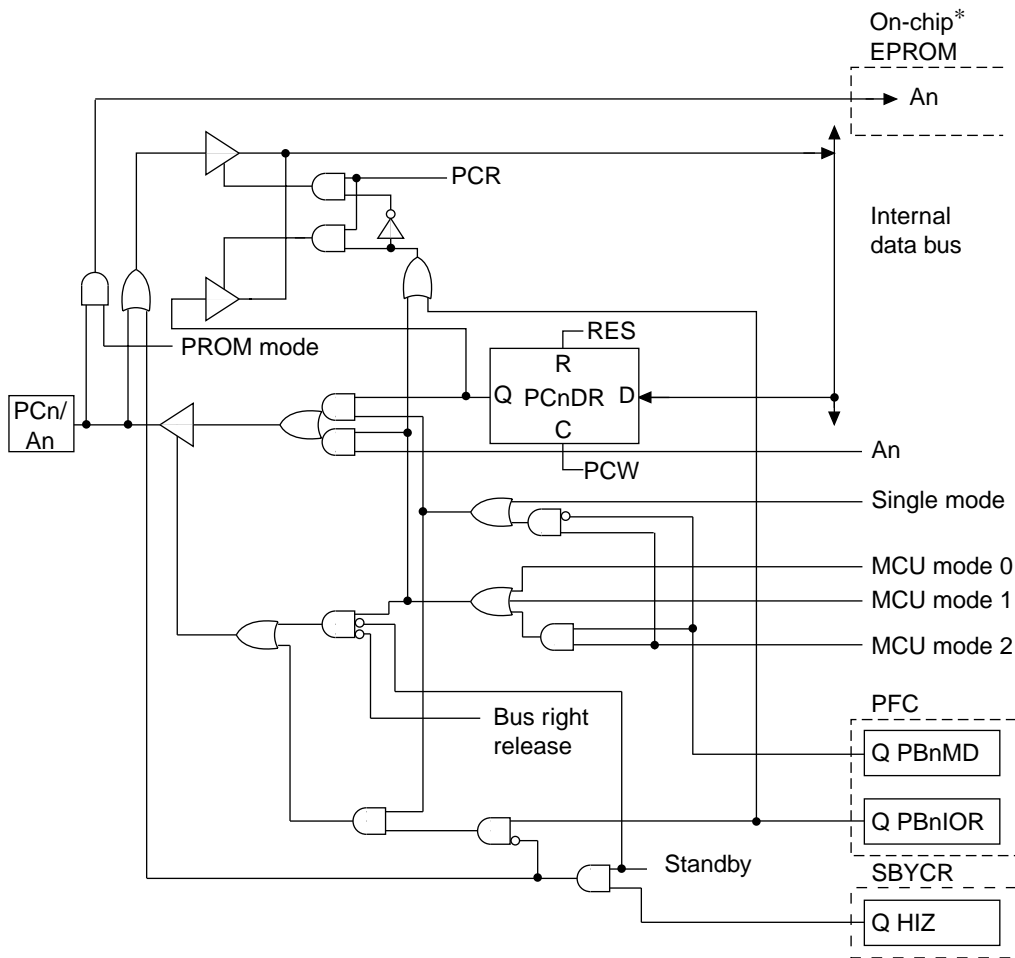 On-chip*
EPROM
An
PCR
Internal
data bus
PROM mode
RES
R
Q PCnDR D
C
PCW
PCn/
An
An
Single mode
MCU mode 0
MCU mode 1
MCU mode 2
Bus right
release
PFC
Q PBnMD
Q PBnIOR
Standby
SBYCR
Q HIZ